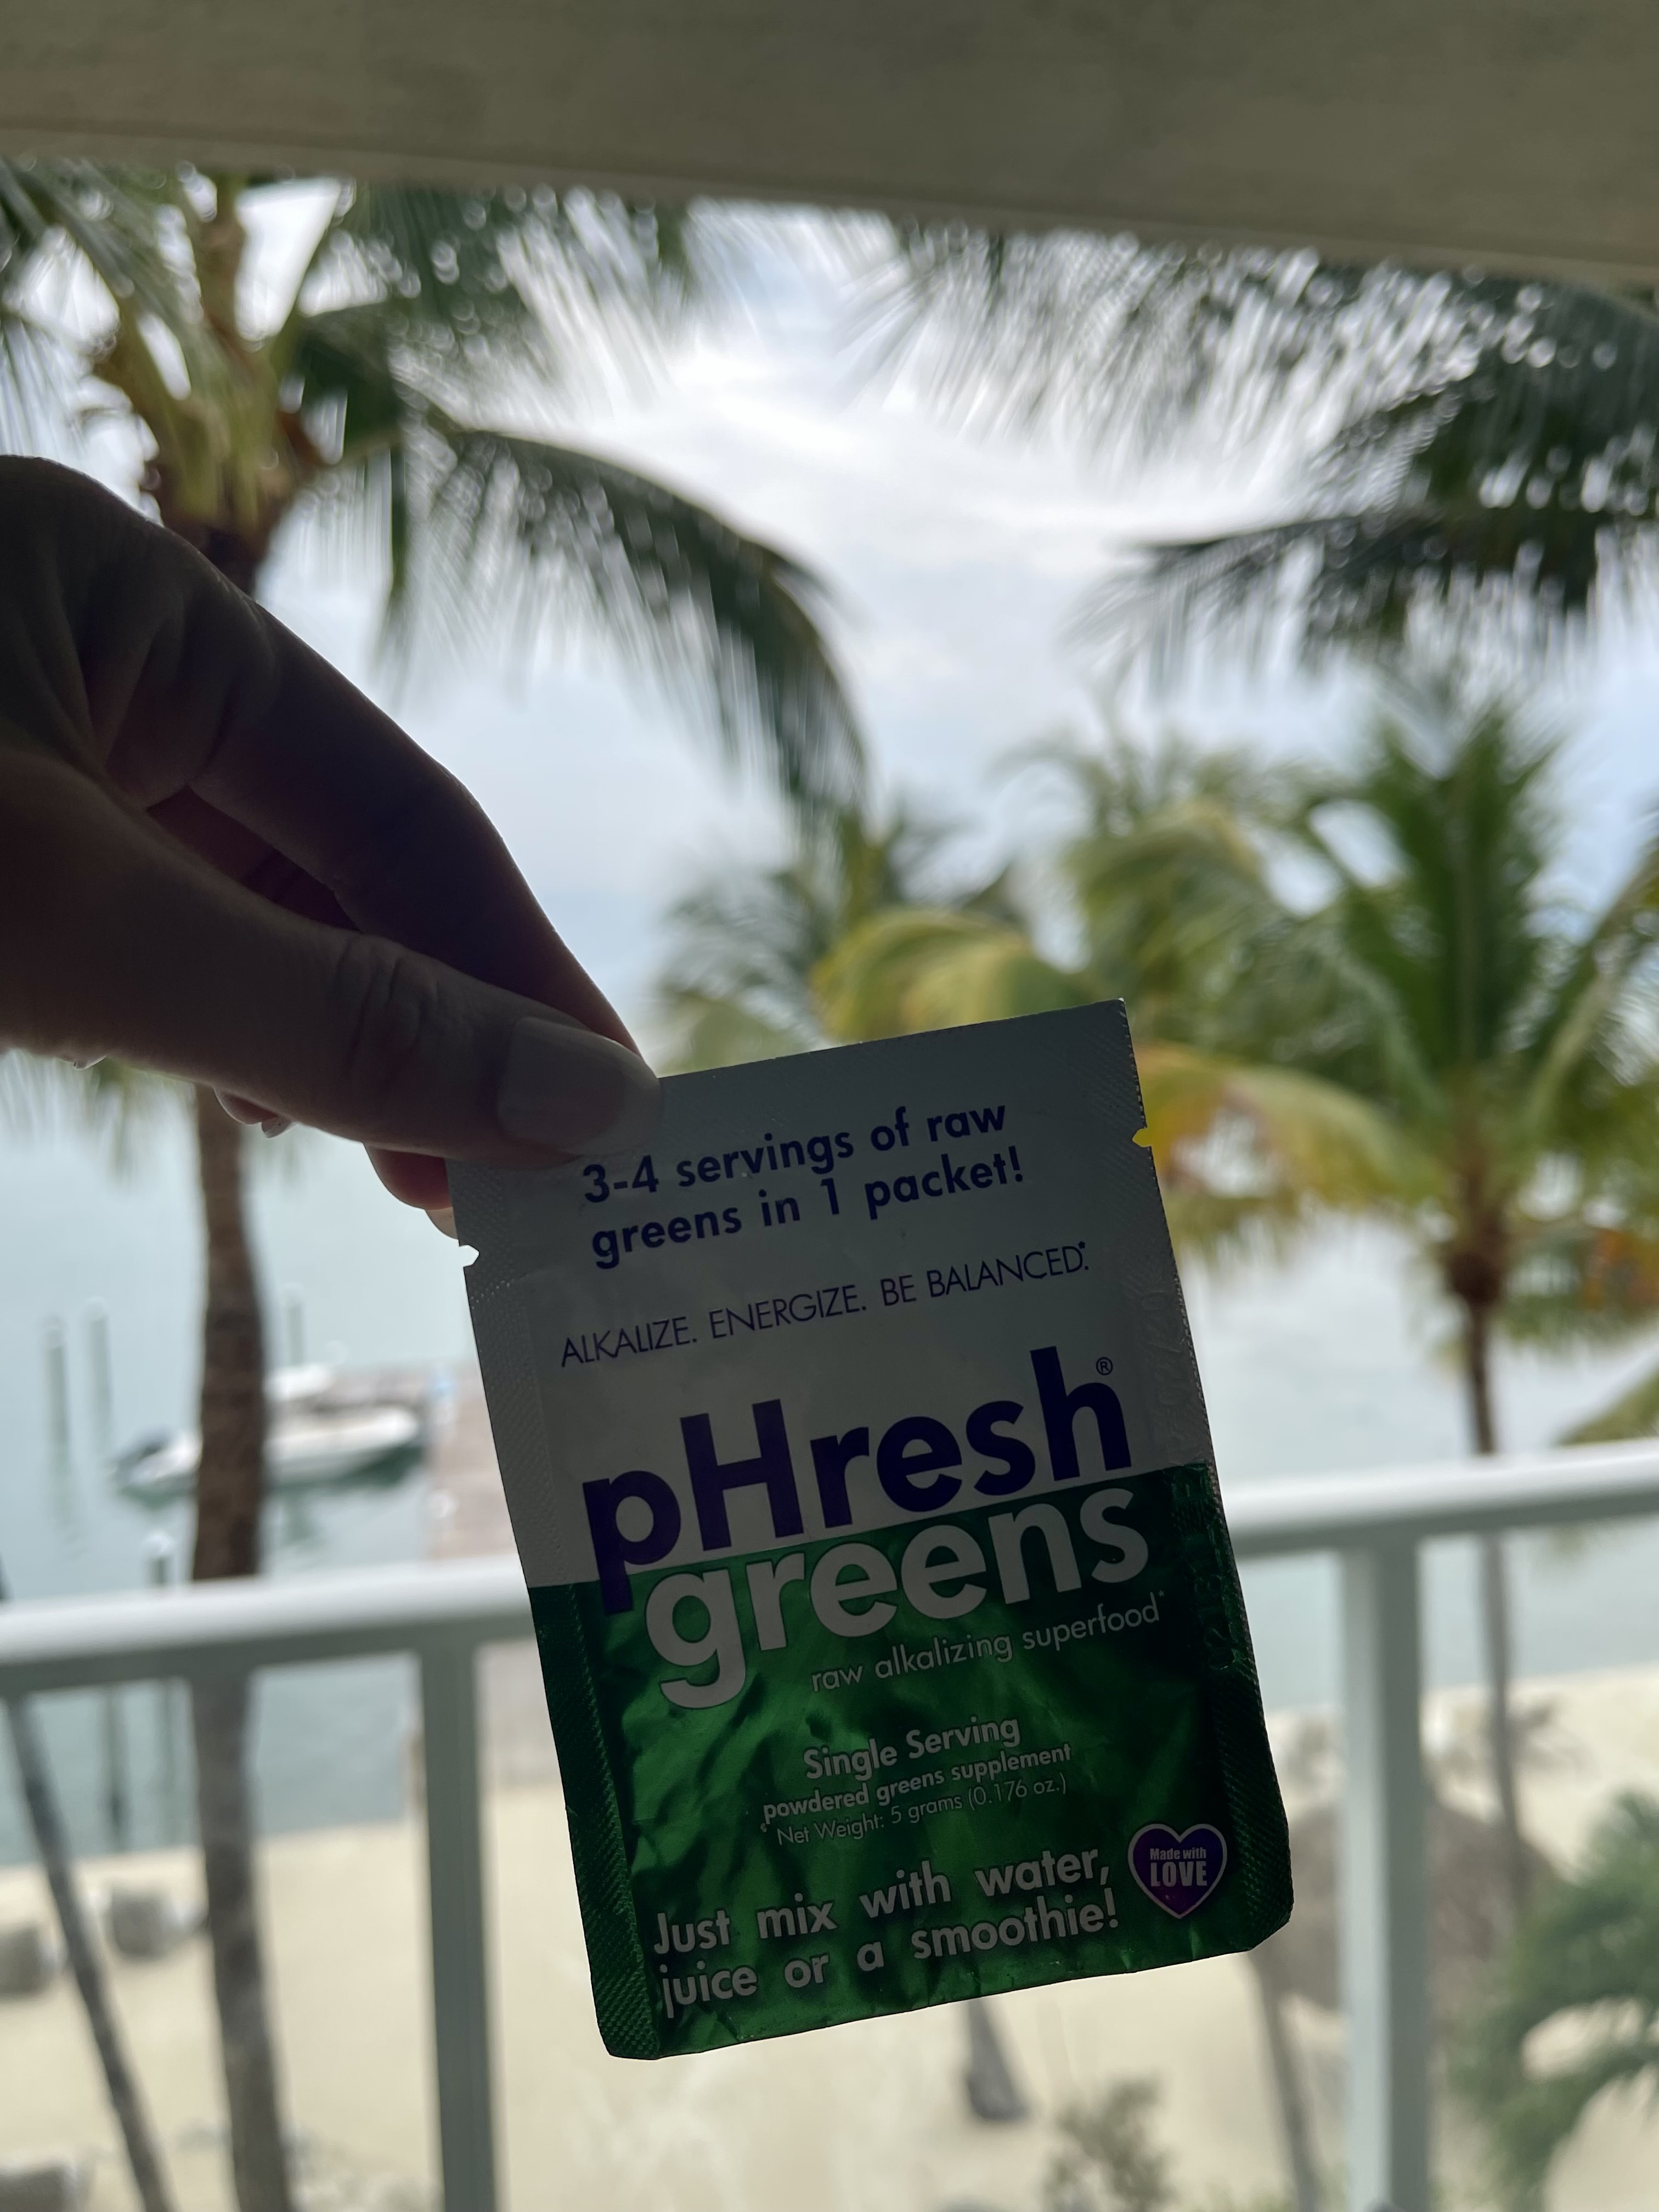 3-4 servings of raw
greens in 1 packet!
ALKALIZE. ENERGIZE. BE BALANCED.*
pHresh®
greens
raw alkalizing superfood*
Single Serving
powdered greens supplement
Net Weight: 5 grams (0.176 oz.)
Just mix with water,
juice or a smoothie!
Made with
LOVE